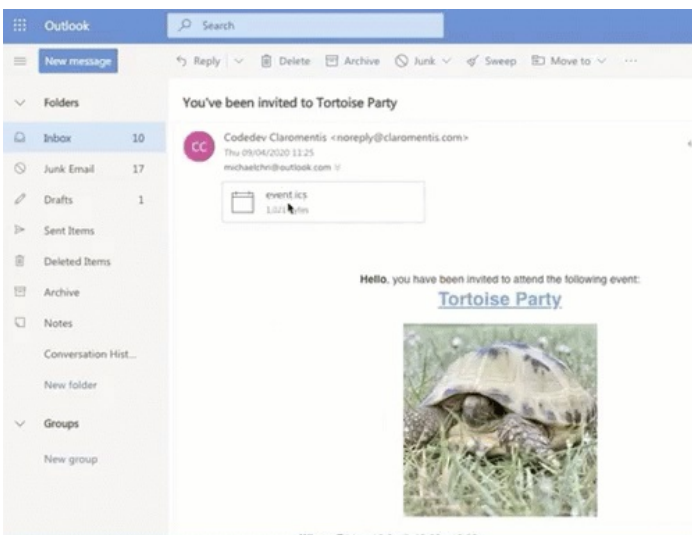 Outlook
Search
New message
Reply
Delete
Archive
Junk
Sweep
Move to
Folders
You've been invited to Tortoise Party
Inbox 10
Junk Email 17
Drafts 1
Sent Items
Deleted Items
Archive
Notes
Conversation Hist...
New folder
Groups
New group
CC
Codedev Claromentis <noreply@claromentis.com>
Thu 09/04/2020 11:25
michaelchri@outlook.com
event.ics
Hello, you have been invited to attend the following event:
Tortoise Party